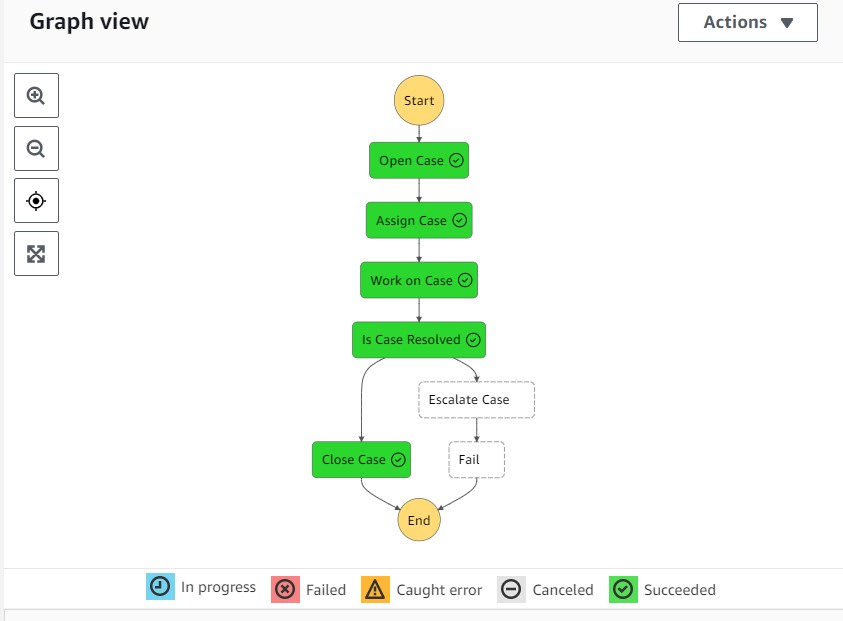 Graph view
Actions
Start
Open Case
Assign Case
Work on Case
Is Case Resolved
Escalate Case
Close Case
Fail
End
In progress
Failed
Caught error
Canceled
Succeeded